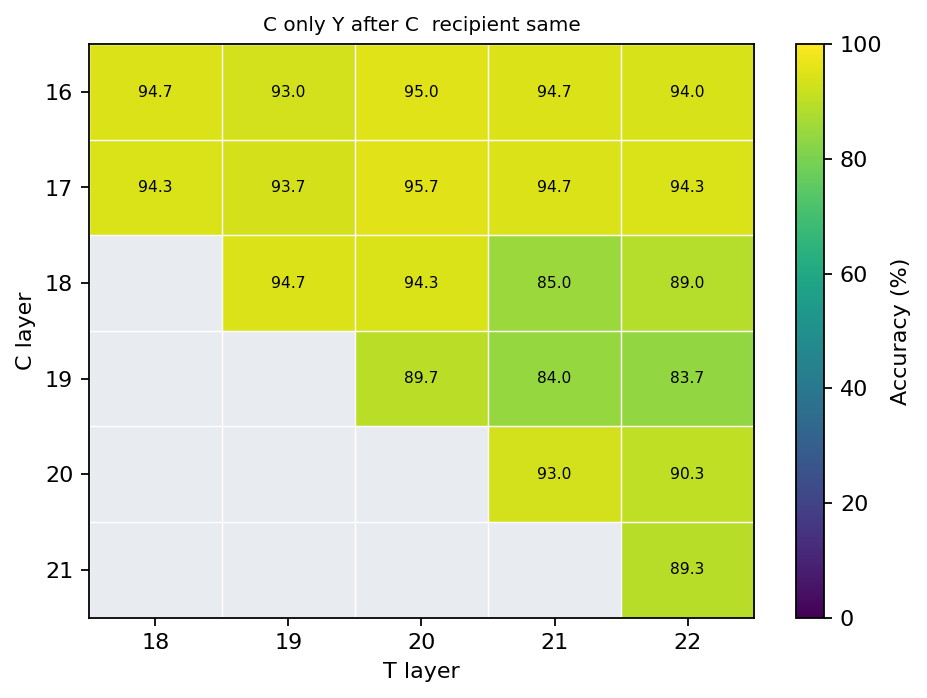 C only Y after C  recipient same
16 94.7 93.0 95.0 94.7 94.0
17 94.3 93.7 95.7 94.7 94.3
18 94.7 94.3 85.0 89.0
19 89.7 84.0 83.7
20 93.0 90.3
21 89.3
18 19 20 21 22
T layer
C layer
100
80
60
40
20
0
Accuracy (%)